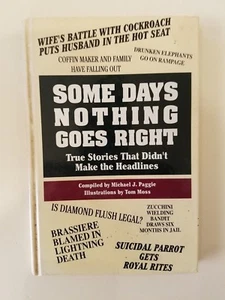 WIFE'S BATTLE WITH COCKROACH
PUTS HUSBAND IN THE HOT SEAT
DRUNKEN ELEPHANTS
GO ON RAMPAGE
COFFIN MAKER AND FAMILY
HAVE FALLING OUT
SOME DAYS
NOTHING
GOES RIGHT
True Stories That Didn't
Make the Headlines
Compiled by Michael J. Paggie
Illustrations by Tom Moss
IS DIAMOND FLUSH LEGAL?
ZUCCHINI
WIELDING
BANDIT
DRAWS SIX
MONTHS IN JAIL
BRASSIERE
BLAMED IN
LIGHTNING
DEATH
SUICIDAL PARROT
GETS
ROYAL RITES